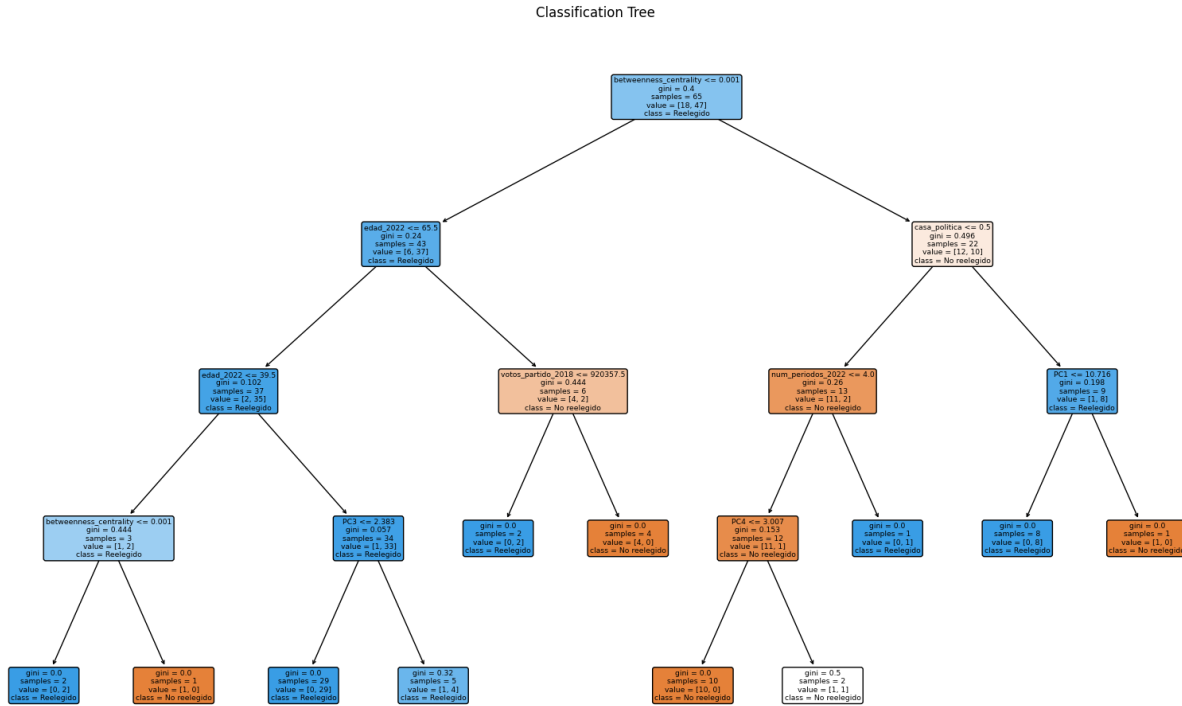 Classification Tree
betweenness_centrality <= 0.001
gini = 0.4
samples = 65
value = [18, 47]
class = Reelegido
edad_2022 <= 65.5
gini = 0.24
samples = 43
value = [6, 37]
class = Reelegido
casa_politica <= 0.5
gini = 0.496
samples = 22
value = [12, 10]
class = No reelegido
edad_2022 <= 39.5
gini = 0.102
samples = 37
value = [2, 35]
class = Reelegido
votos_partido_2018 <= 920357.5
gini = 0.444
samples = 6
value = [4, 2]
class = No reelegido
num_periodos_2022 <= 4.0
gini = 0.26
samples = 13
value = [11, 2]
class = No reelegido
PC1 <= 10.716
gini = 0.198
samples = 9
value = [1, 8]
class = Reelegido
betweenness_centrality <= 0.001
gini = 0.444
samples = 3
value = [1, 2]
class = Reelegido
PC3 <= 2.383
gini = 0.057
samples = 34
value = [1, 33]
class = Reelegido
gini = 0.0
samples = 2
value = [0, 2]
class = Reelegido
gini = 0.0
samples = 4
value = [4, 0]
class = No reelegido
PC4 <= 3.007
gini = 0.153
samples = 12
value = [11, 1]
class = No reelegido
gini = 0.0
samples = 1
value = [0, 1]
class = Reelegido
gini = 0.0
samples = 8
value = [0, 8]
class = Reelegido
gini = 0.0
samples = 1
value = [1, 0]
class = No reelegido
gini = 0.0
samples = 2
value = [0, 2]
class = Reelegido
gini = 0.0
samples = 1
value = [1, 0]
class = No reelegido
gini = 0.0
samples = 29
value = [0, 29]
class = Reelegido
gini = 0.32
samples = 5
value = [1, 4]
class = Reelegido
gini = 0.0
samples = 10
value = [10, 0]
class = No reelegido
gini = 0.5
samples = 2
value = [1, 1]
class = No reelegido